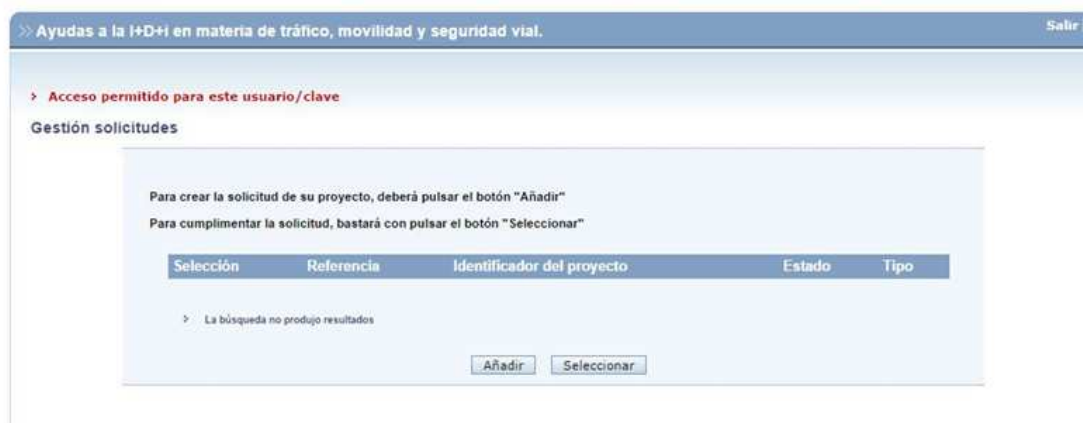 >> Ayudas a la I+D+i en materia de tráfico, movilidad y seguridad vial. Salir
> Acceso permitido para este usuario/clave
Gestión solicitudes
Para crear la solicitud de su proyecto, deberá pulsar el botón "Añadir"
Para cumplimentar la solicitud, bastará con pulsar el botón "Seleccionar"
Selección Referencia Identificador del proyecto Estado Tipo
> La búsqueda no produjo resultados
Añadir Seleccionar